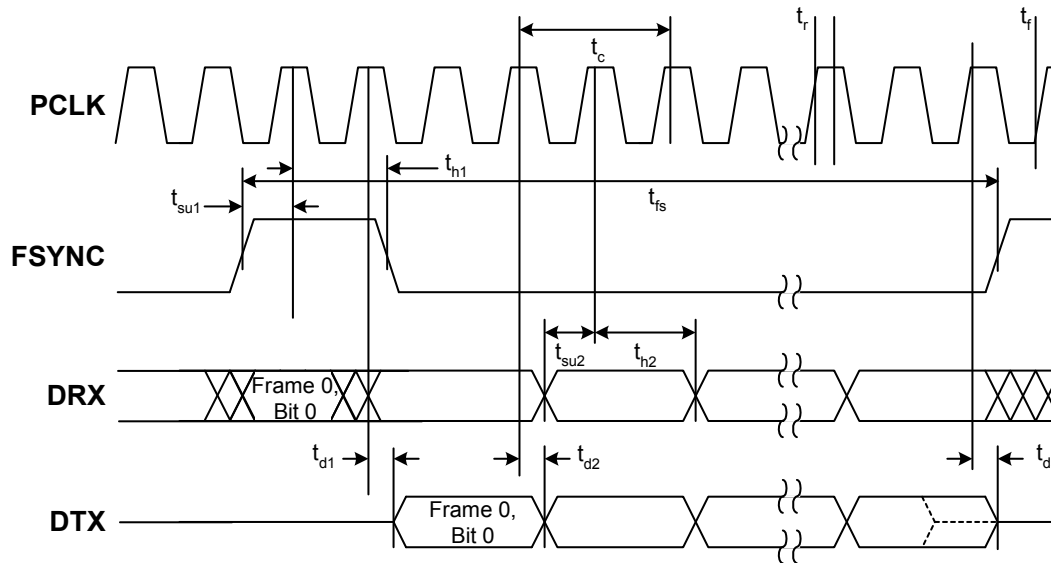 t_r
t_f
t_c
PCLK
t_h1
t_su1
t_fs
FSYNC
t_su2
t_h2
DRX
Frame 0,
Bit 0
t_d1
t_d2
t_d
DTX
Frame 0,
Bit 0